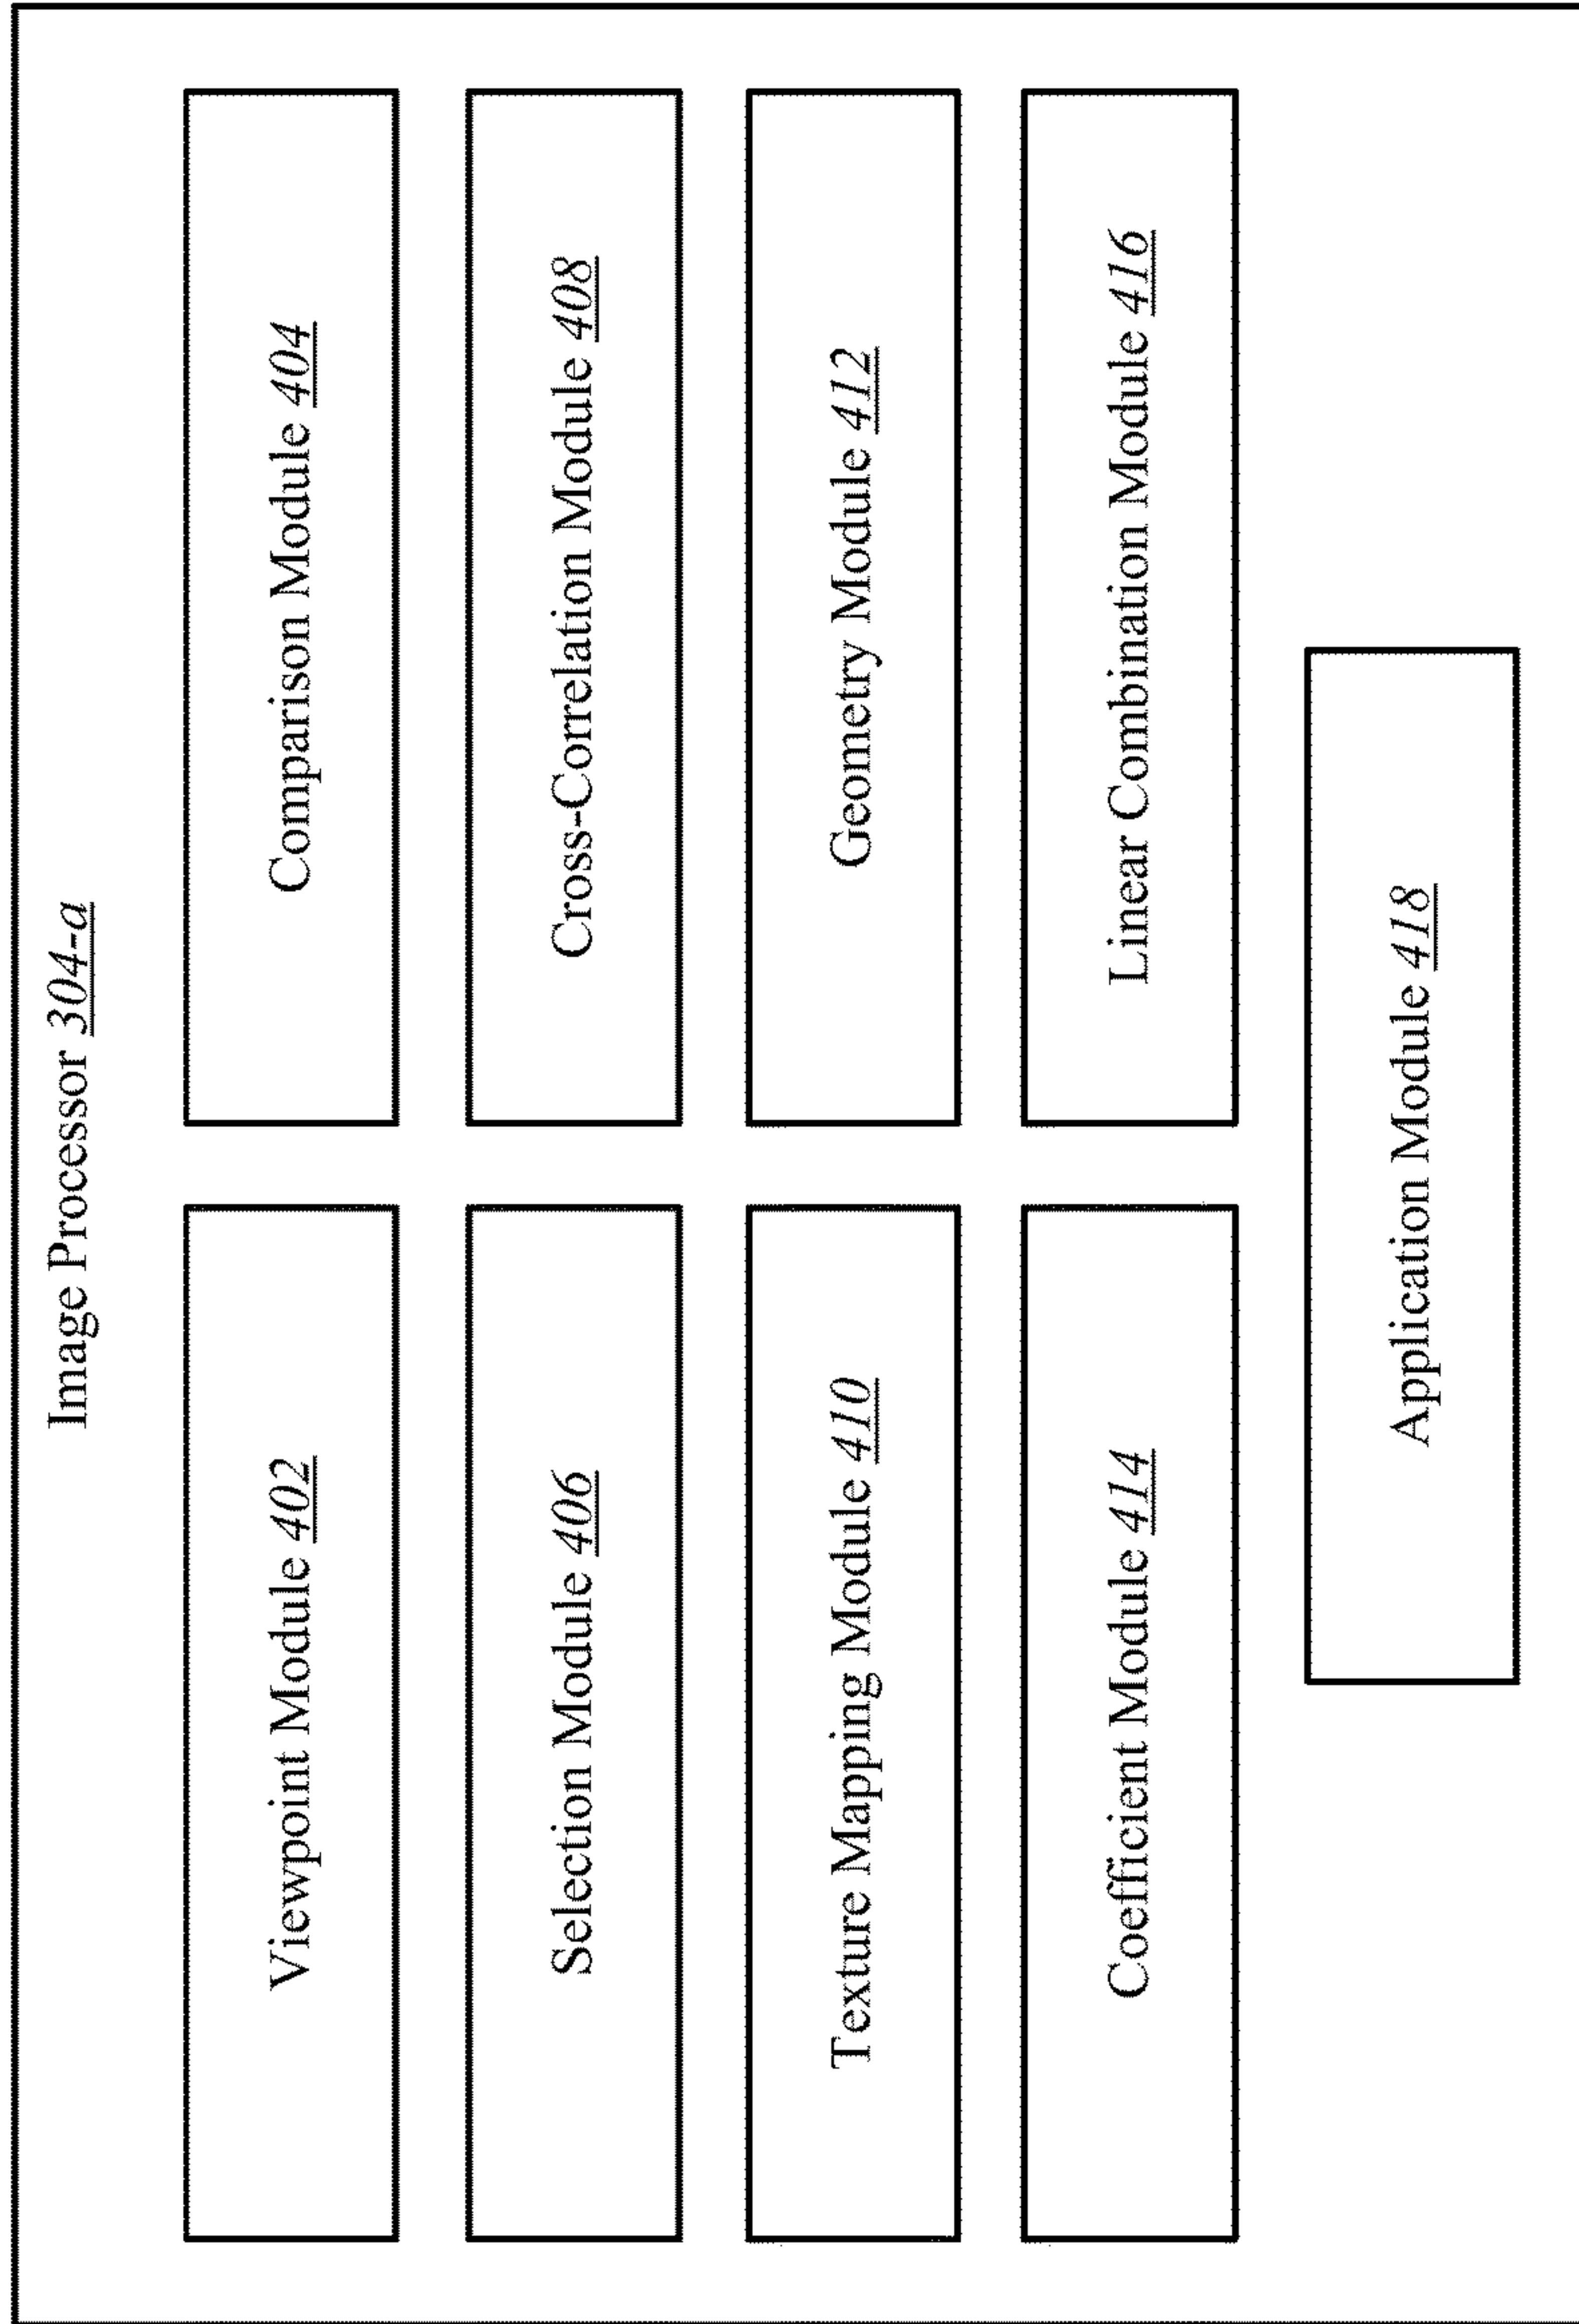 Image Processor 304-a
Viewpoint Module 402
Comparison Module 404
Selection Module 406
Cross-Correlation Module 408
Texture Mapping Module 410
Geometry Module 412
Coefficient Module 414
Linear Combination Module 416
Application Module 418